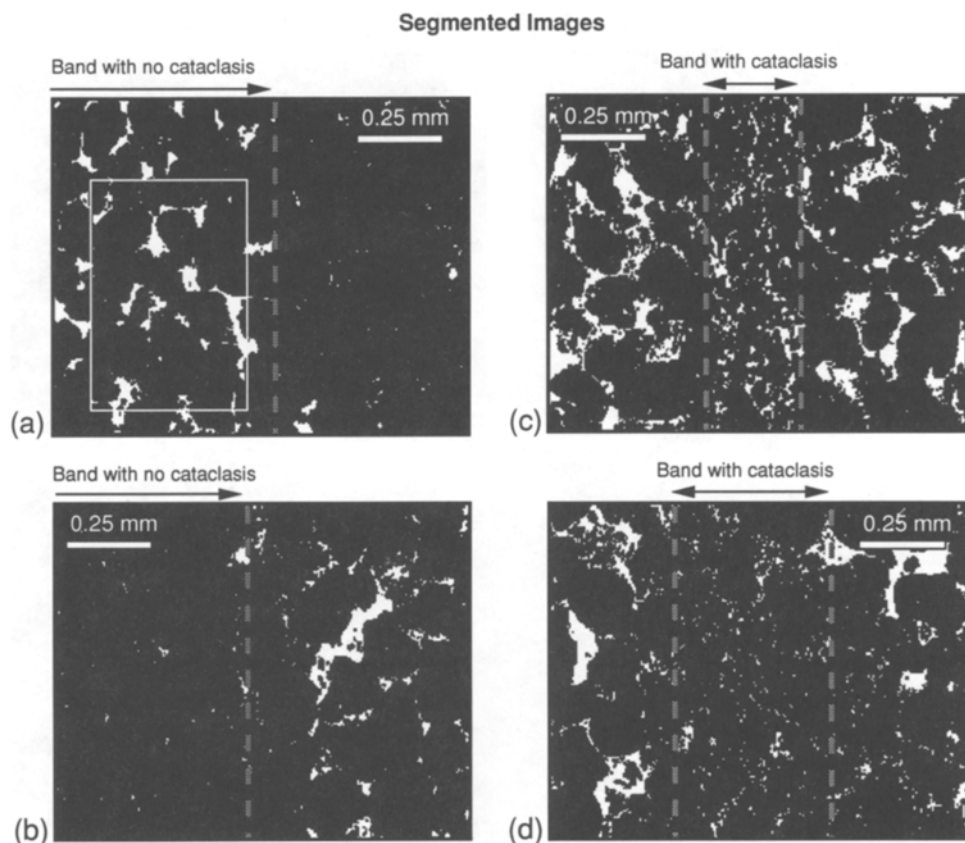 Segmented Images
Band with no cataclasis
0.25 mm
(a)
Band with cataclasis
0.25 mm
(c)
Band with no cataclasis
0.25 mm
(b)
Band with cataclasis
0.25 mm
(d)